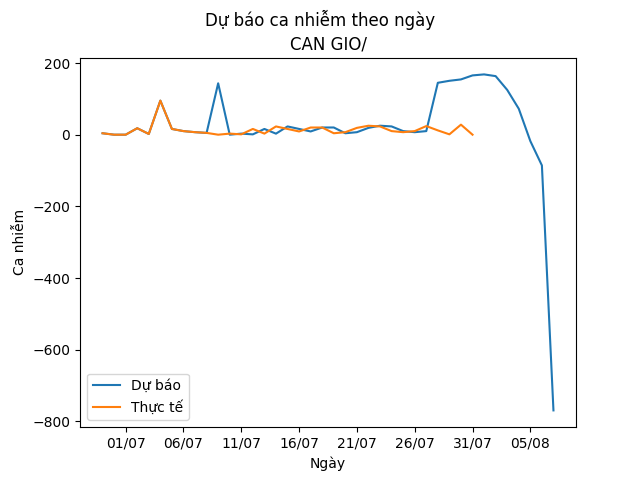 Dự báo ca nhiễm theo ngày
CAN GIO/
200
0
−200
−400
−600
−800
Ca nhiễm
Dự báo
Thực tế
01/07 06/07 11/07 16/07 21/07 26/07 31/07 05/08
Ngày